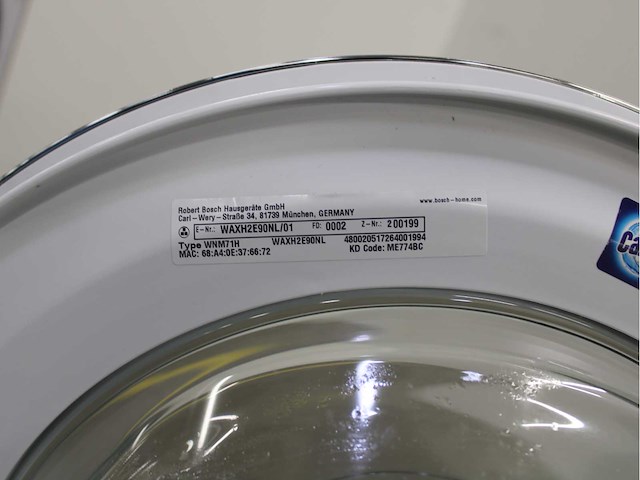 Robert Bosch Hausgeräte GmbH www.bosch-home.com
Carl-Wery-Straße 34, 81739 München, GERMANY
E-Nr.: WAXH2E90NL/01 FD: 0002 Z-Nr.: 200199
Type WNM71H WAXH2E90NL 480020517264001994
MAC: 68:A4:0E:37:66:72 KD Code: ME774BC